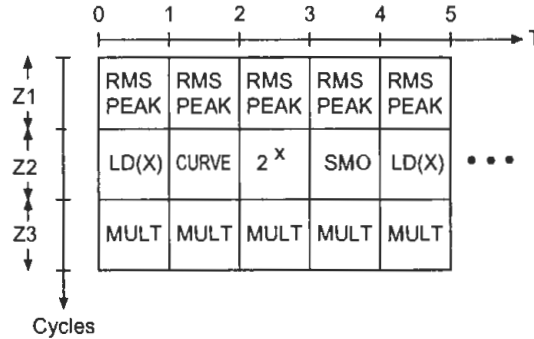 0 1 2 3 4 5
T
Z1
RMS PEAK RMS PEAK RMS PEAK RMS PEAK RMS PEAK
Z2
LD(X) CURVE 2^x SMO LD(X) •••
Z3
MULT MULT MULT MULT MULT
Cycles